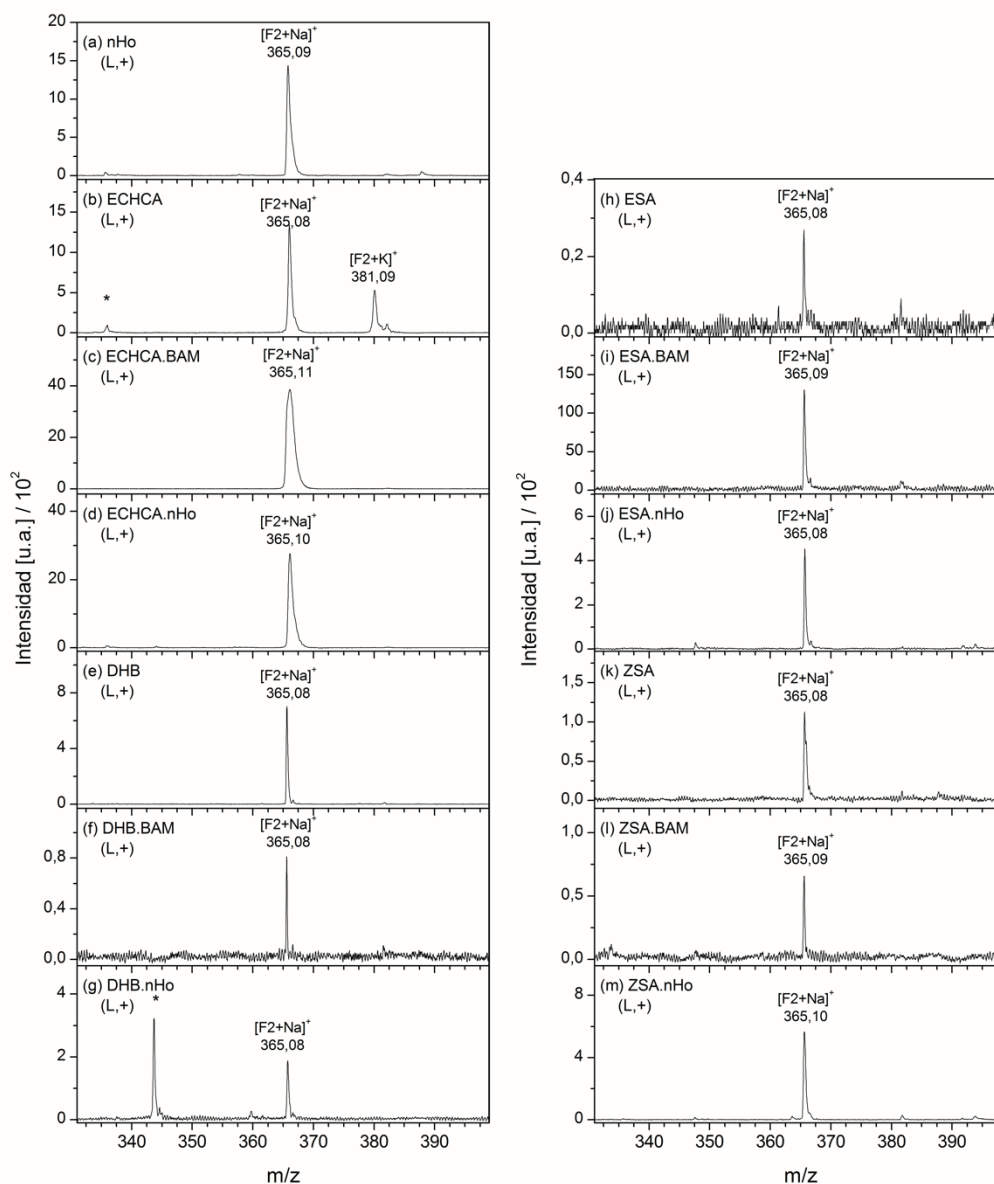 (a) nHo
(L,+)
[F2+Na]+
365,09
20
15
10
5
0
(b) ECHCA
(L,+)
[F2+Na]+
365,08
[F2+K]+
381,09
*
15
10
5
0
(c) ECHCA.BAM
(L,+)
[F2+Na]+
365,11
40
20
0
(d) ECHCA.nHo
(L,+)
[F2+Na]+
365,10
40
20
0
(e) DHB
(L,+)
[F2+Na]+
365,08
8
4
0
(f) DHB.BAM
(L,+)
[F2+Na]+
365,08
0,8
0,4
0,0
(g) DHB.nHo
(L,+)
*
[F2+Na]+
365,08
4
2
0
340 350 360 370 380 390
m/z
Intensidad [u.a.] / 10²
(h) ESA
(L,+)
[F2+Na]+
365,08
0,4
0,2
0,0
(i) ESA.BAM
(L,+)
[F2+Na]+
365,09
150
100
50
0
(j) ESA.nHo
(L,+)
[F2+Na]+
365,08
6
4
2
0
(k) ZSA
(L,+)
[F2+Na]+
365,08
1,5
1,0
0,5
0,0
(l) ZSA.BAM
(L,+)
[F2+Na]+
365,09
1,0
0,5
0,0
(m) ZSA.nHo
(L,+)
[F2+Na]+
365,10
8
4
0
340 350 360 370 380 390
m/z
Intensidad [u.a.] / 10²